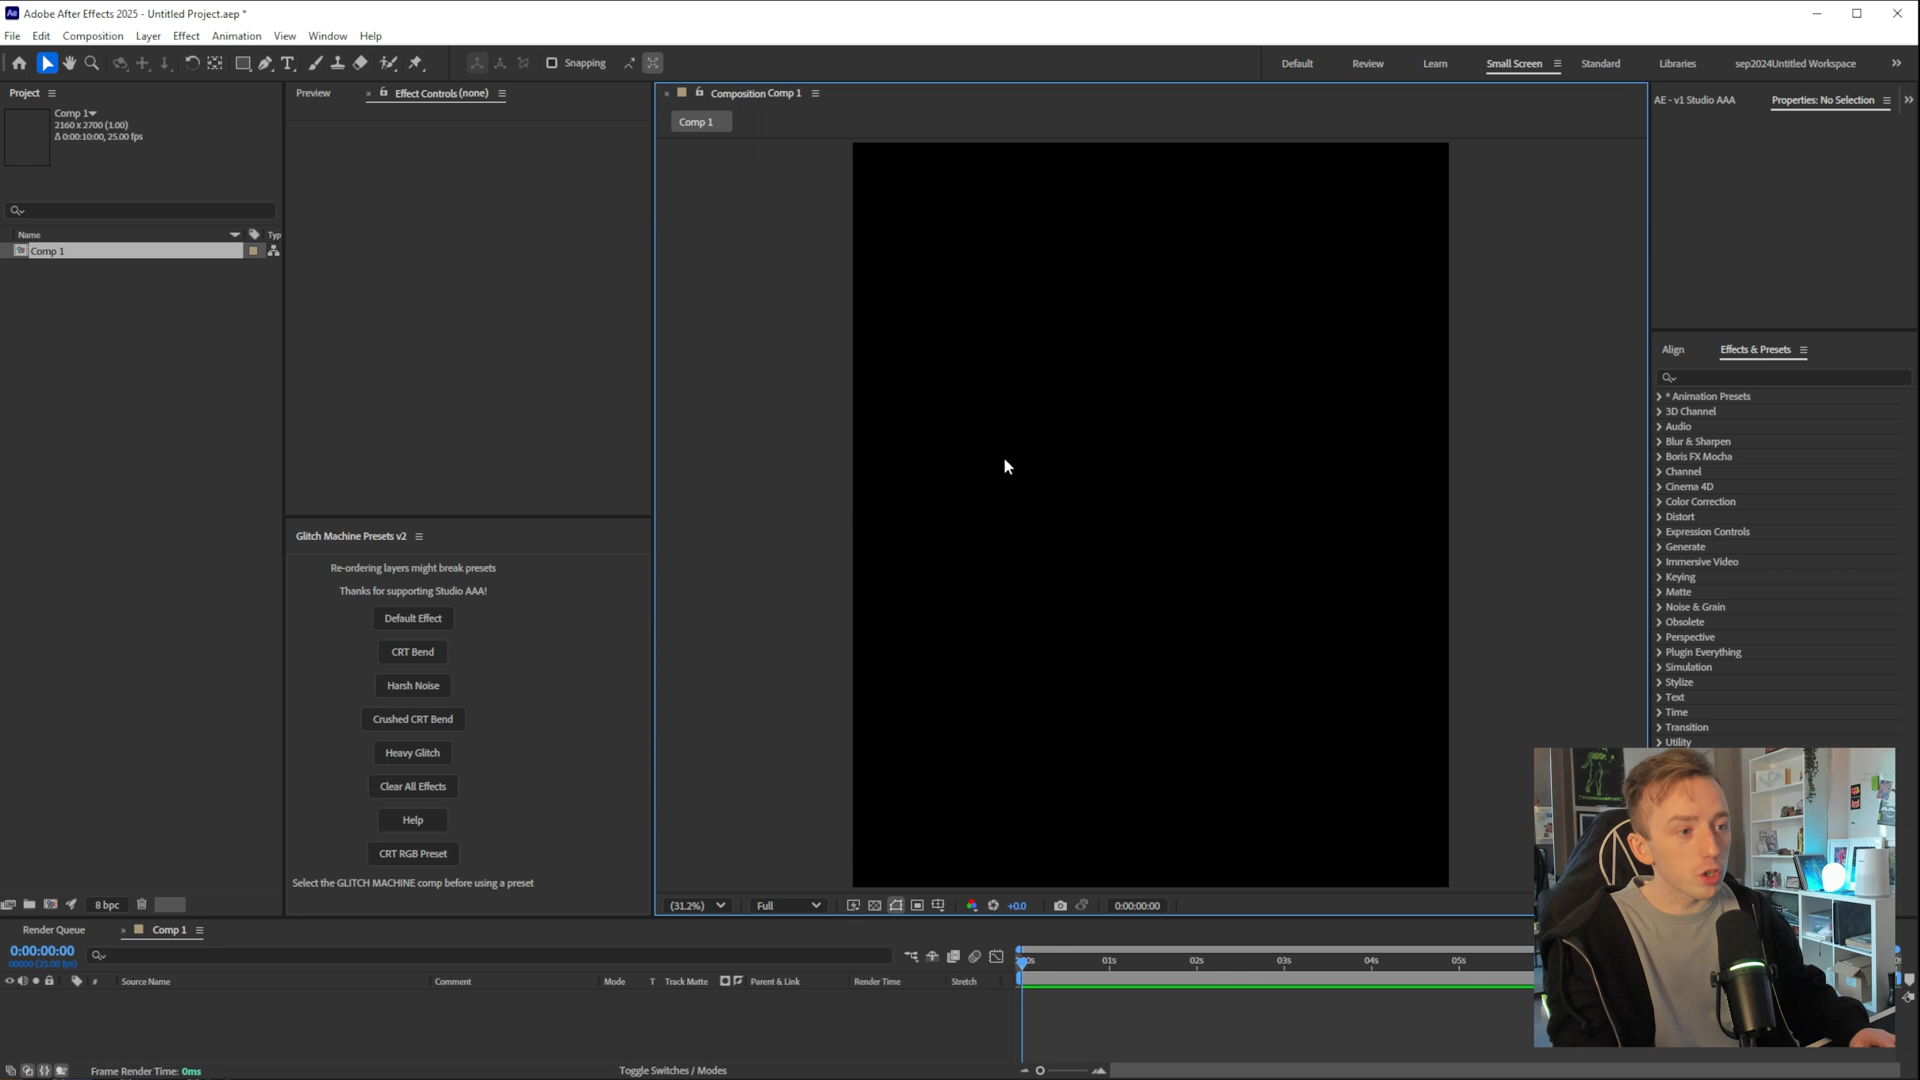 Adobe After Effects 2025 - Untitled Project.aep *
File Edit Composition Layer Effect Animation View Window Help
Snapping
Default Review Learn Small Screen Standard Libraries sep2024Untitled Workspace
Project
Comp 1
2160 x 2700 (1.00)
Δ 0:00:10:00, 25.00 fps
Name Typ
Comp 1
8 bpc
Preview Effect Controls (none)
Glitch Machine Presets v2
Re-ordering layers might break presets
Thanks for supporting Studio AAA!
Default Effect
CRT Bend
Harsh Noise
Crushed CRT Bend
Heavy Glitch
Clear All Effects
Help
CRT RGB Preset
Select the GLITCH MACHINE comp before using a preset
Composition Comp 1
Comp 1
(31.2%) Full +0.0 0:00:00:00
AE - v1 Studio AAA Properties: No Selection
Align Effects & Presets
* Animation Presets
3D Channel
Audio
Blur & Sharpen
Boris FX Mocha
Channel
Cinema 4D
Color Correction
Distort
Expression Controls
Generate
Immersive Video
Keying
Matte
Noise & Grain
Obsolete
Perspective
Plugin Everything
Simulation
Stylize
Text
Time
Transition
Utility
Render Queue Comp 1
0:00:00:00
00000 (25.00 fps)
# Source Name Comment Mode T Track Matte Parent & Link Render Time Stretch
01s 02s 03s 04s 05s
Frame Render Time: 0ms
Toggle Switches / Modes